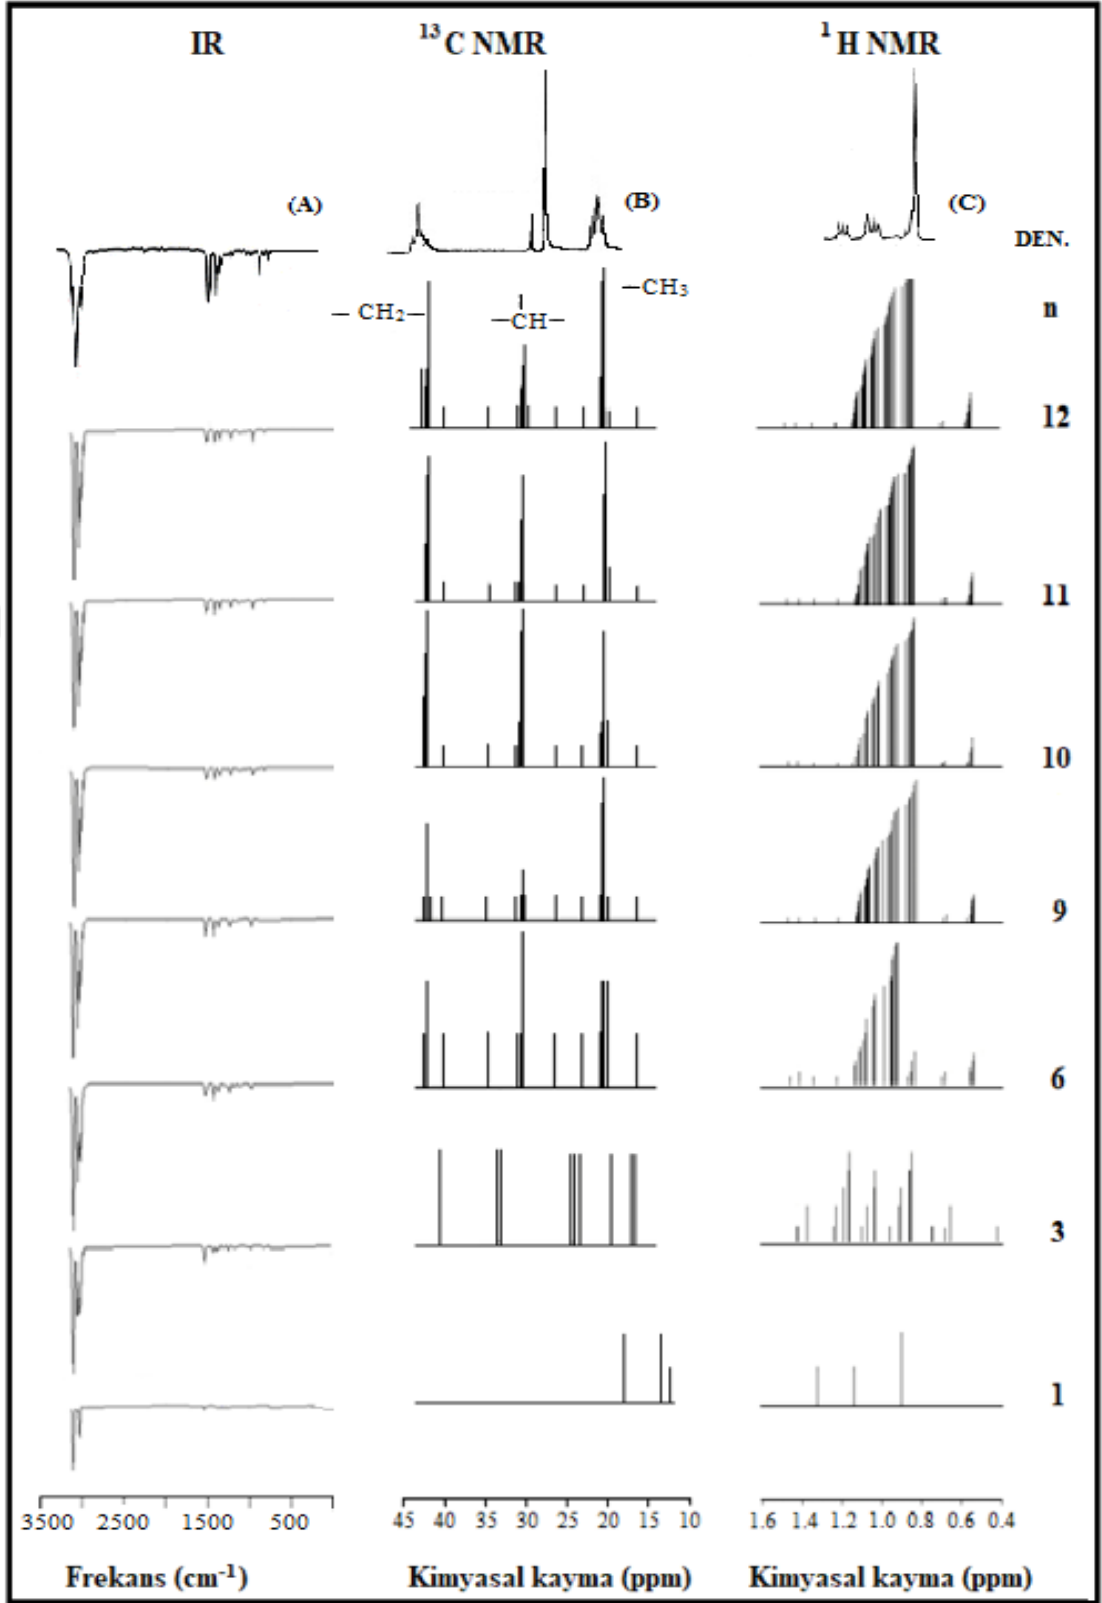 IR
¹³C NMR
¹H NMR
(A)
(B)
(C)
DEN.
—CH₃
—CH₂—
—CH—
n
12
11
10
9
6
3
1
3500 2500 1500 500
45 40 35 30 25 20 15 10
1.6 1.4 1.2 1.0 0.8 0.6 0.4
Frekans (cm⁻¹)
Kimyasal kayma (ppm)
Kimyasal kayma (ppm)